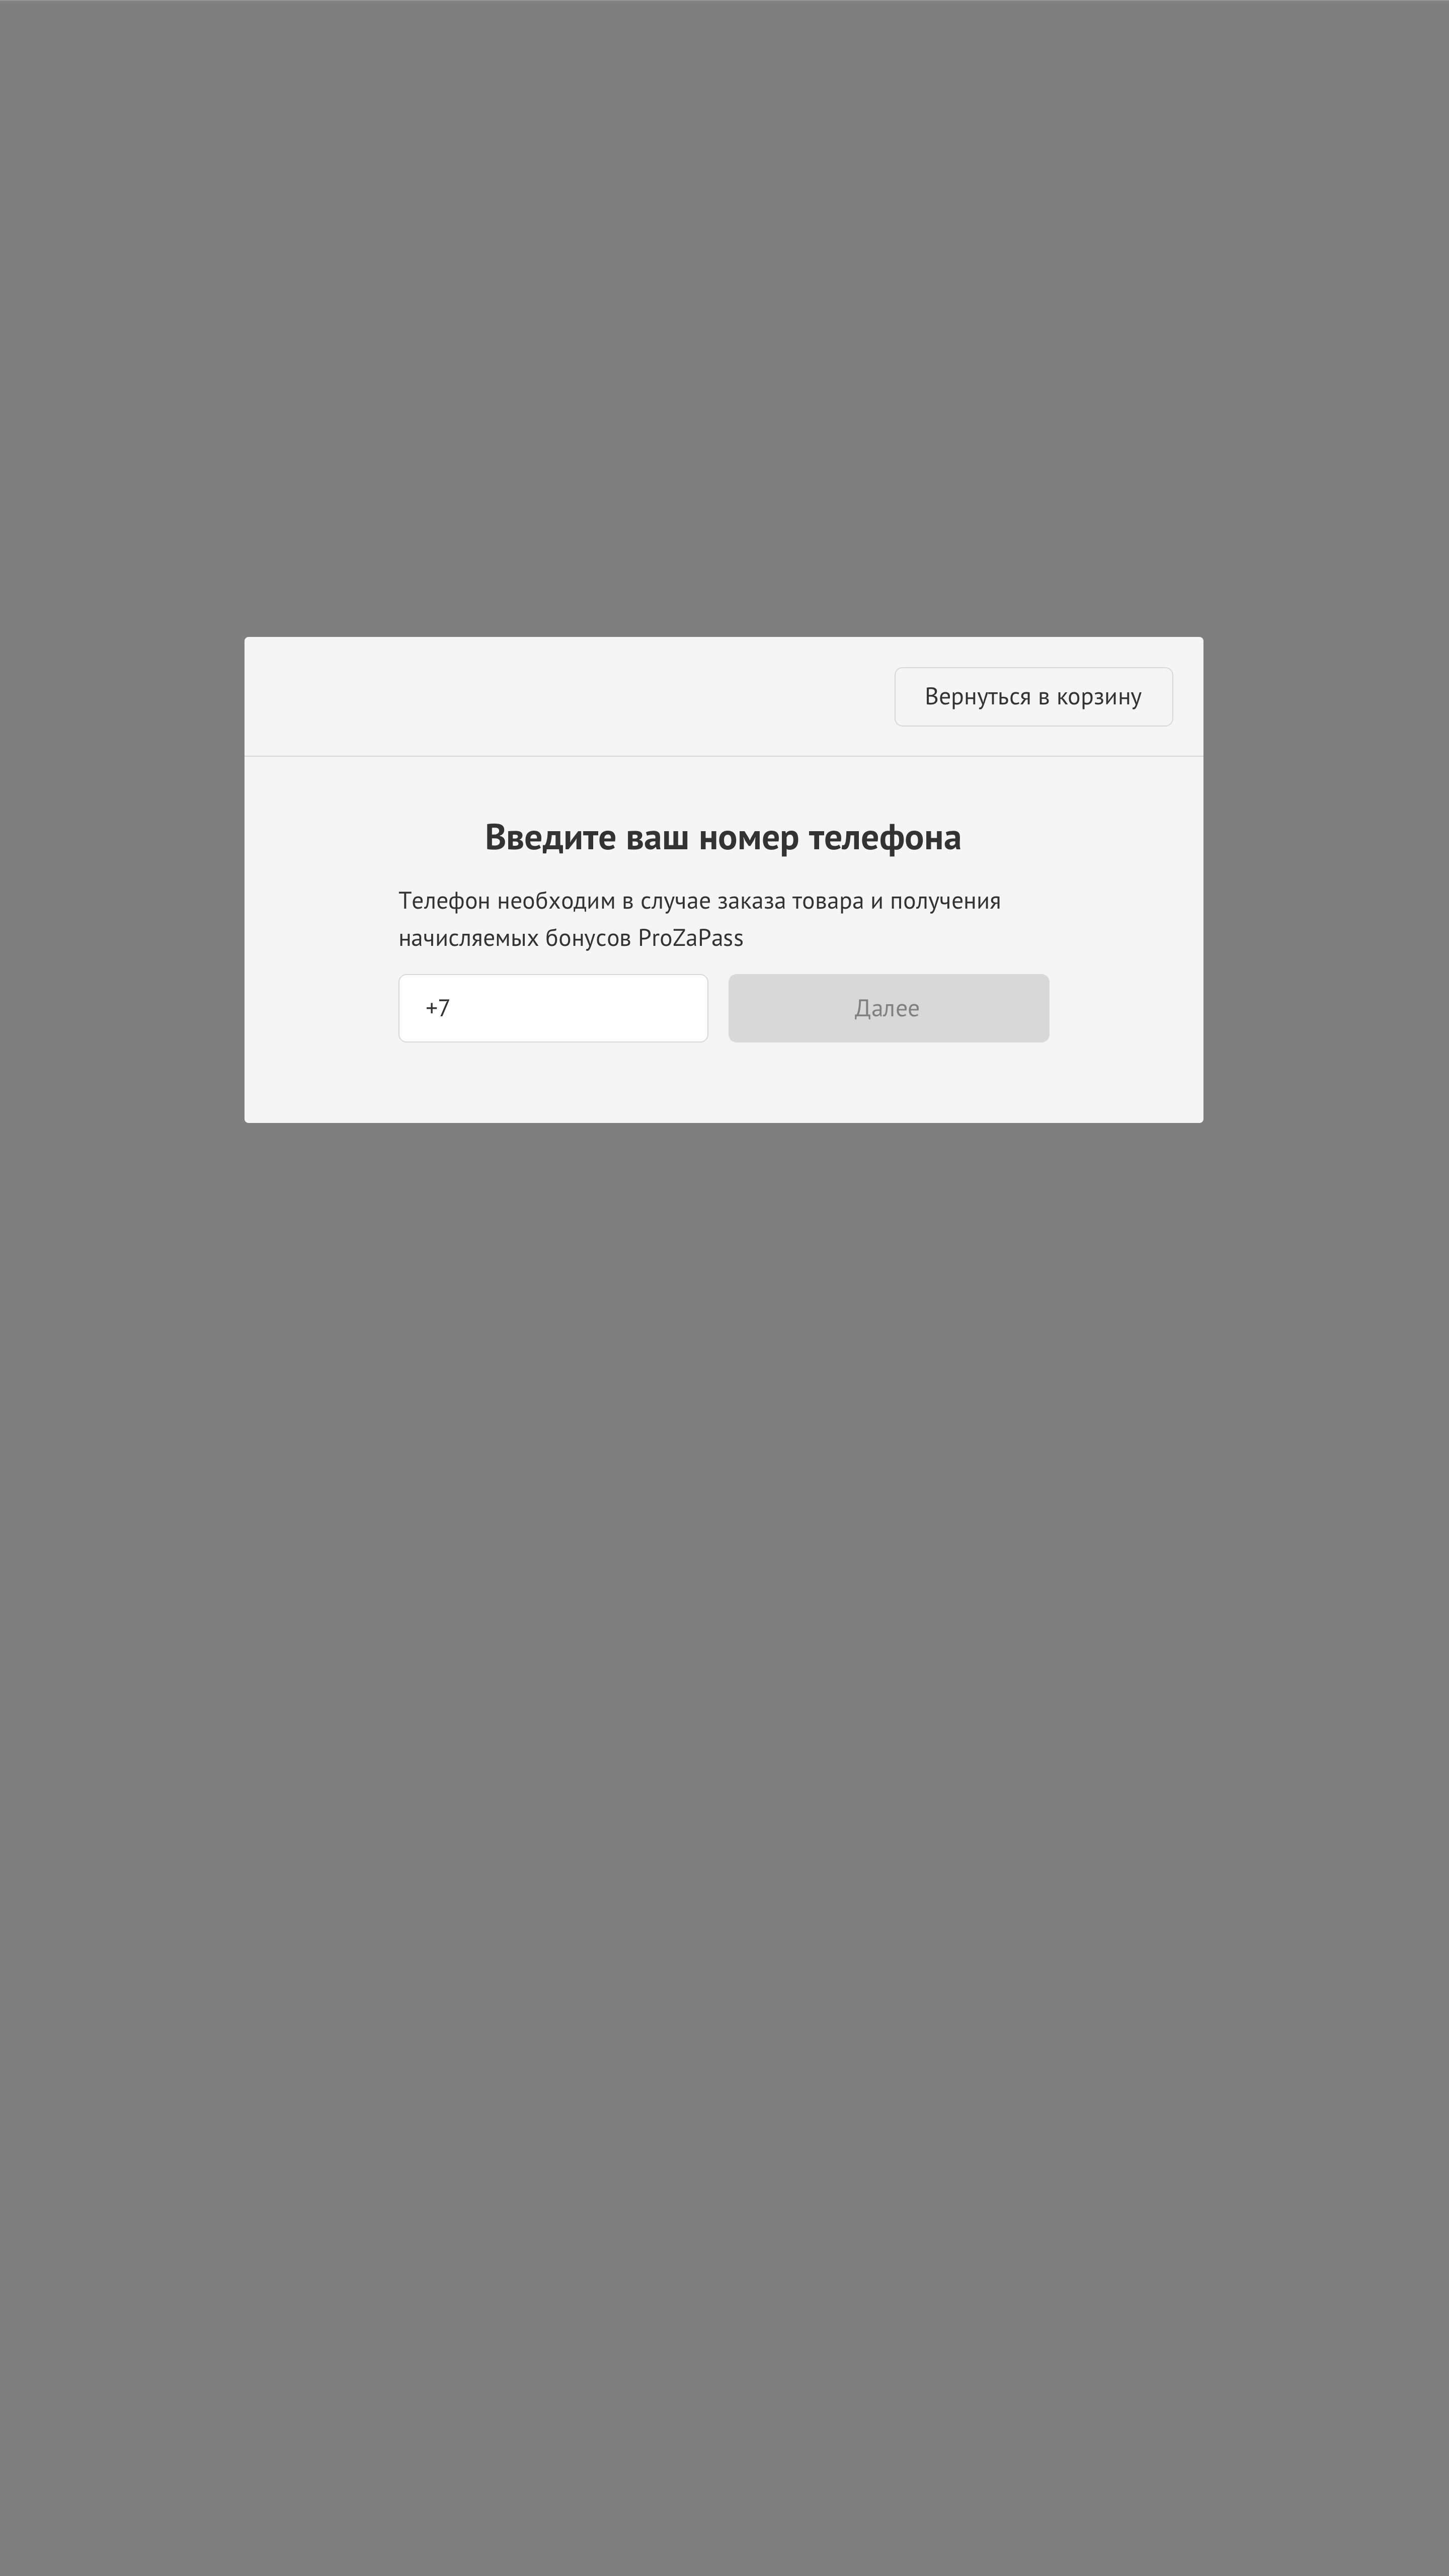 Вернуться в корзину
Введите ваш номер телефона
Телефон необходим в случае заказа товара и получения
начисляемых бонусов ProZaPass
+7
Далее